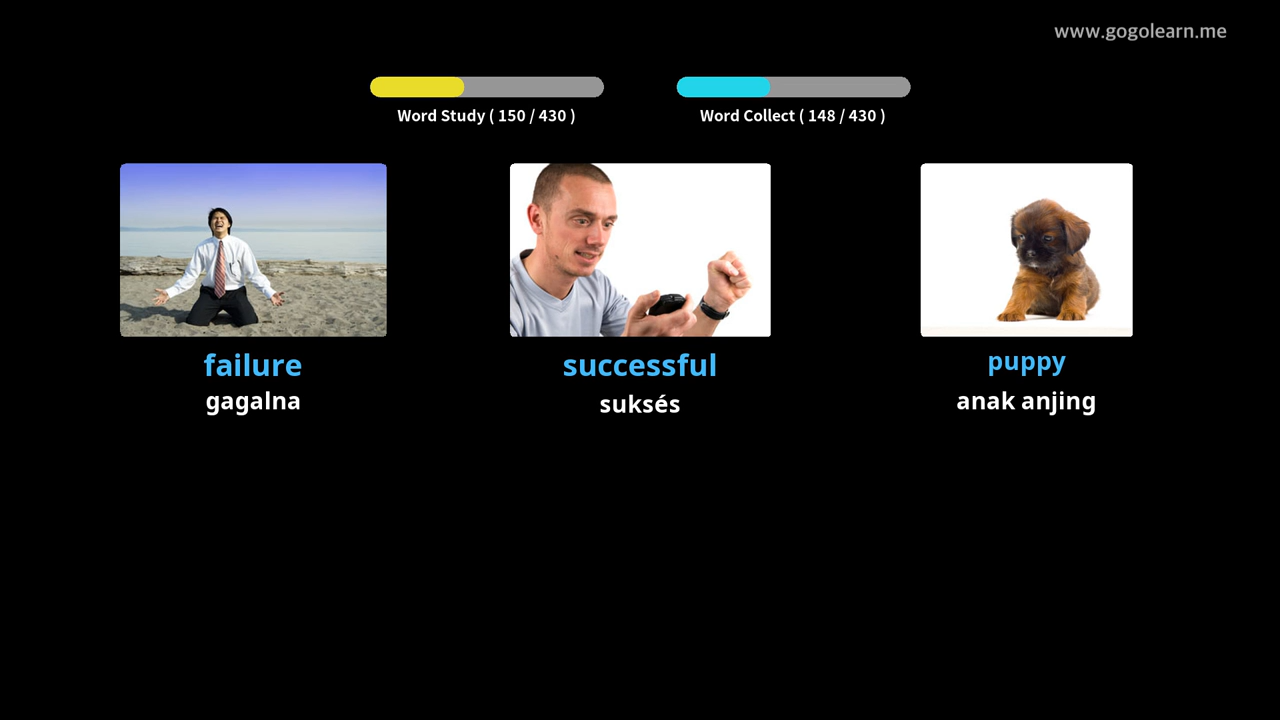 www.gogolearn.me
Word Study ( 150 / 430 )
Word Collect ( 148 / 430 )
failure
gagalna
successful
suksés
puppy
anak anjing